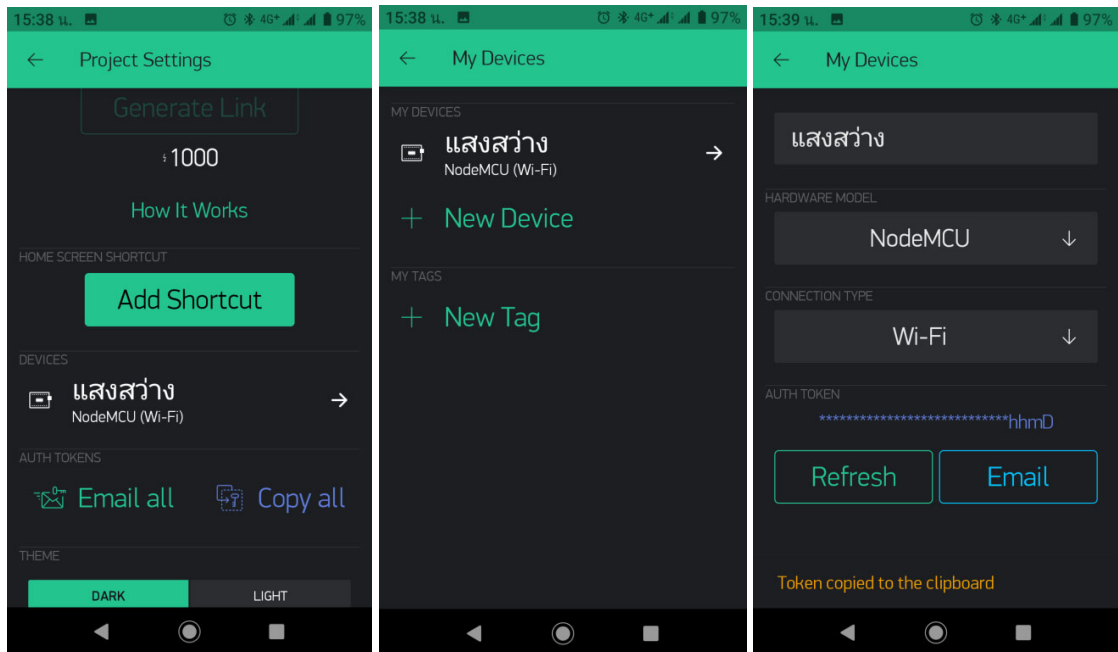 15:38 น. 4G+ 97%
Project Settings
Generate Link
1000
How It Works
HOME SCREEN SHORTCUT
Add Shortcut
DEVICES
แสงสว่าง
NodeMCU (Wi-Fi)
AUTH TOKENS
Email all Copy all
THEME
DARK LIGHT
15:38 น. 4G+ 97%
My Devices
MY DEVICES
แสงสว่าง
NodeMCU (Wi-Fi)
+ New Device
MY TAGS
+ New Tag
15:39 น. 4G+ 97%
My Devices
แสงสว่าง
HARDWARE MODEL
NodeMCU
CONNECTION TYPE
Wi-Fi
AUTH TOKEN
****************************hhmD
Refresh Email
Token copied to the clipboard